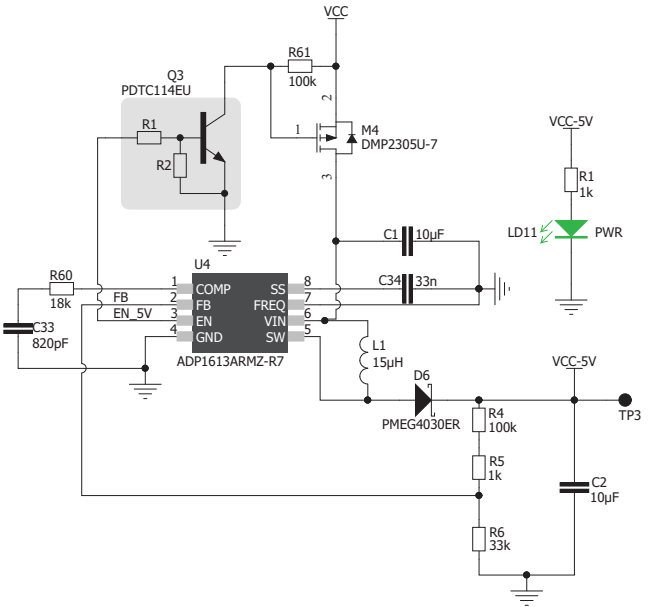 VCC
R61
100k
Q3
PDTC114EU
R1
R2
2
1
M4
DMP2305U-7
3
VCC-5V
R1
1k
LD11
PWR
C1
10µF
U4
R60
18k
C33
820pF
FB
EN_5V
1
2
3
4
COMP
FB
EN
GND
SS
FREQ
VIN
SW
8
7
6
5
ADP1613ARMZ-R7
C34
33n
L1
15µH
D6
PMEG4030ER
VCC-5V
TP3
R4
100k
R5
1k
C2
10µF
R6
33k